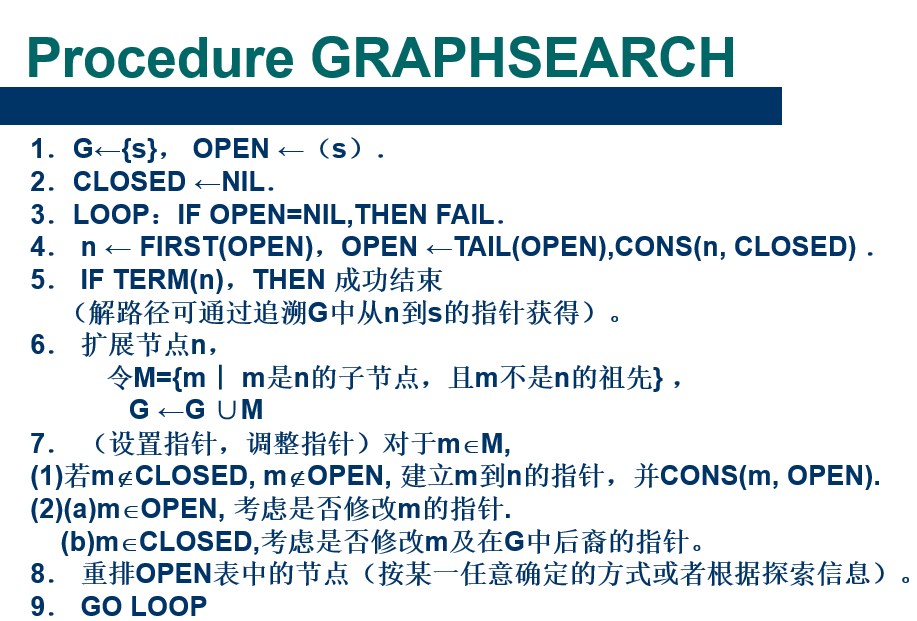 Procedure GRAPHSEARCH
1. G←{s}， OPEN ←（s）.
2. CLOSED ←NIL.
3. LOOP：IF OPEN=NIL,THEN FAIL.
4. n ← FIRST(OPEN)，OPEN ←TAIL(OPEN),CONS(n, CLOSED) .
5. IF TERM(n)，THEN 成功结束
（解路径可通过追溯G中从n到s的指针获得）。
6. 扩展节点n，
令M={m︱ m是n的子节点，且m不是n的祖先} ，
G ←G ∪M
7. （设置指针，调整指针）对于m∈M,
(1)若m∉CLOSED, m∉OPEN, 建立m到n的指针，并CONS(m, OPEN).
(2)(a)m∈OPEN, 考虑是否修改m的指针.
(b)m∈CLOSED,考虑是否修改m及在G中后裔的指针。
8. 重排OPEN表中的节点（按某一任意确定的方式或者根据探索信息）。
9. GO LOOP